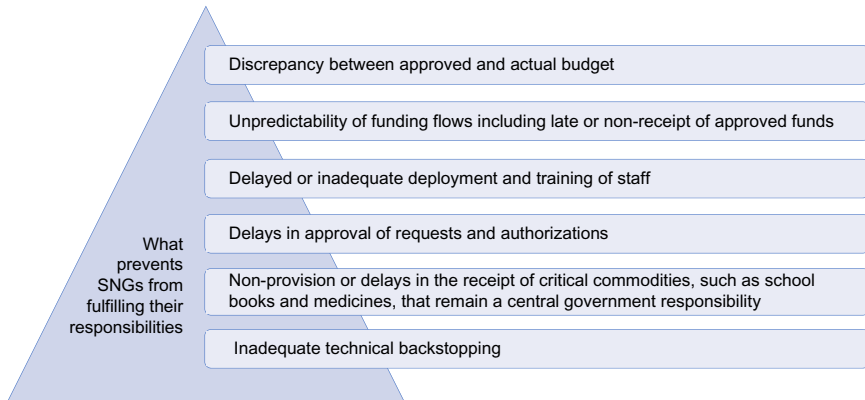 Discrepancy between approved and actual budget
Unpredictability of funding flows including late or non-receipt of approved funds
Delayed or inadequate deployment and training of staff
Delays in approval of requests and authorizations
What
prevents
SNGs from
fulfilling their
responsibilities
Non-provision or delays in the receipt of critical commodities, such as school
books and medicines, that remain a central government responsibility
Inadequate technical backstopping